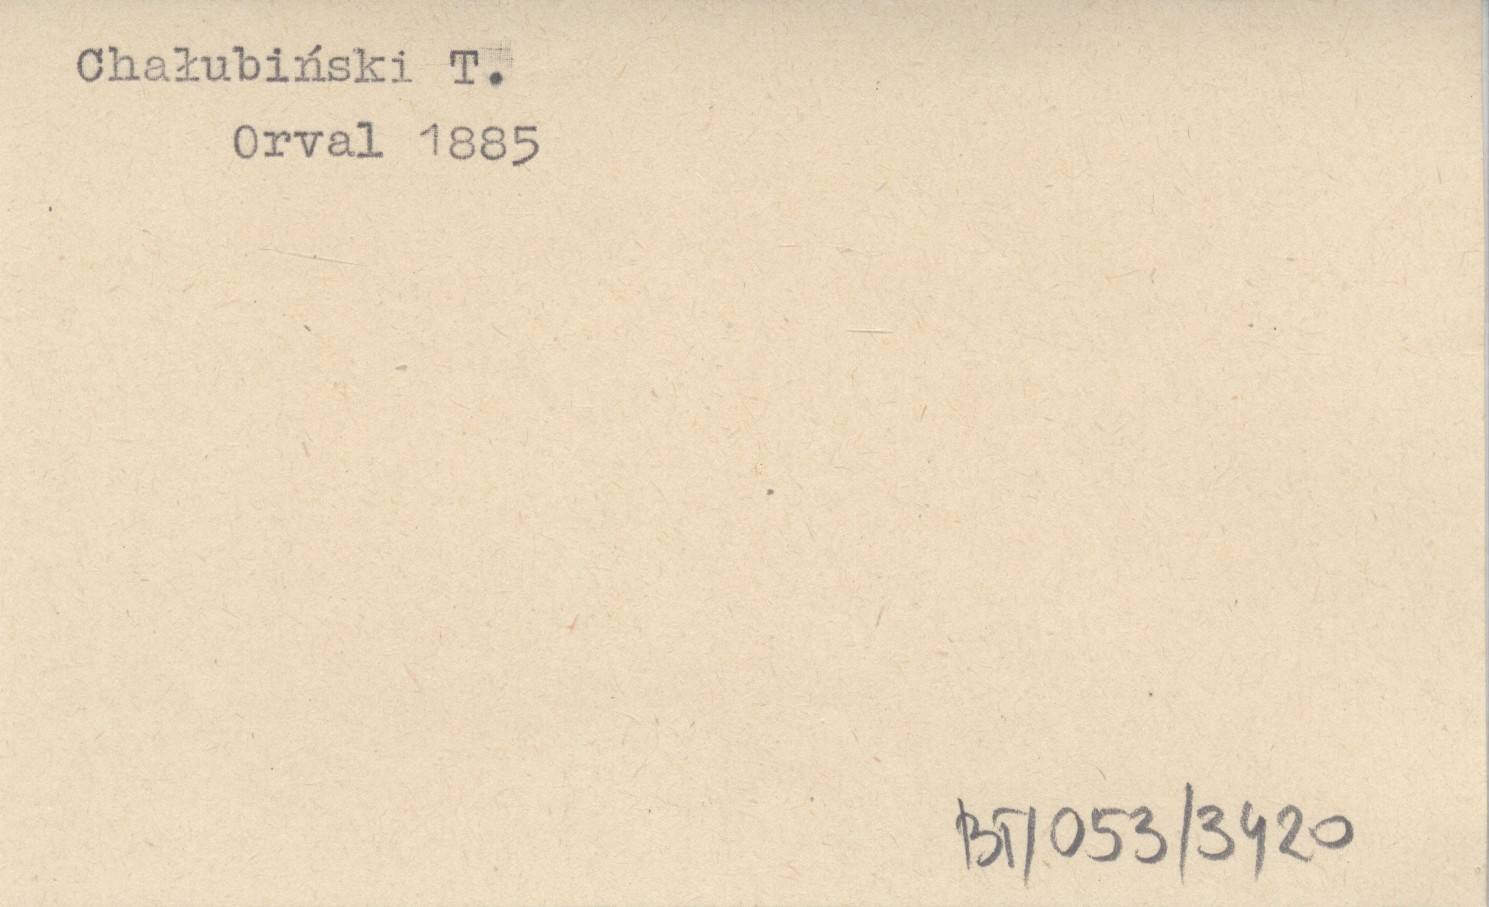 Chałubiński T.
Orval 1885
BT/053/3420